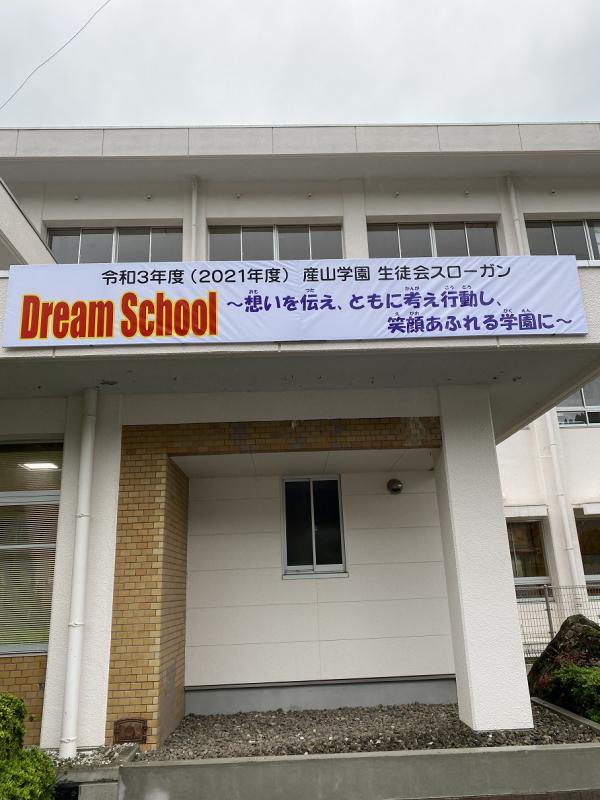 令和3年度（2021年度） 産山学園 生徒会スローガン
Dream School ～想いを伝え、ともに考え行動し、
笑顔あふれる学園に～